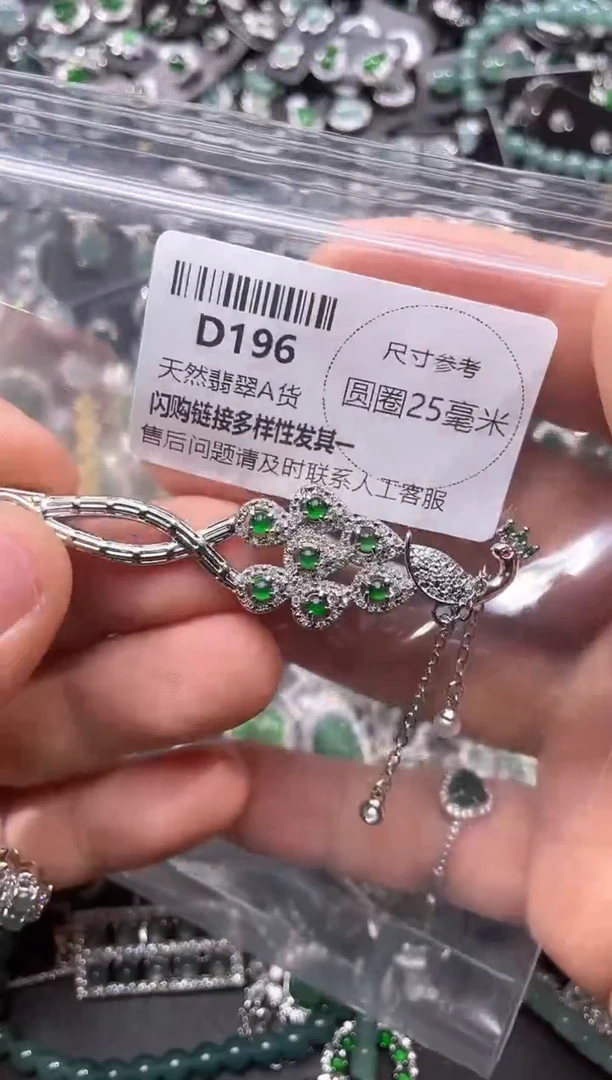 D196
天然翡翠A货
闪购链接多样性发其一
售后问题请及时联系人工客服
尺寸参考
圆圈25毫米